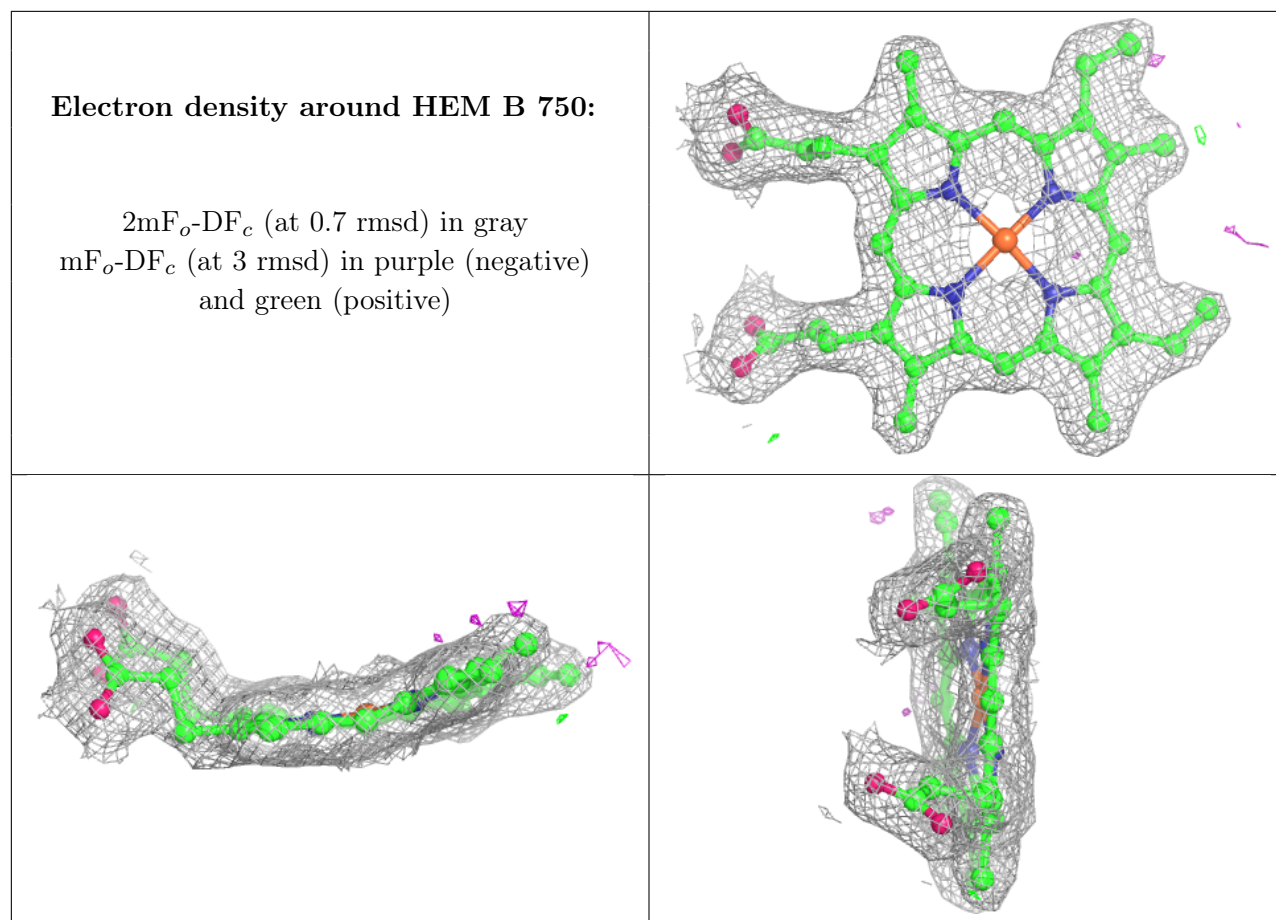 Electron density around HEM B 750:
2mFo-DFc (at 0.7 rmsd) in gray
mFo-DFc (at 3 rmsd) in purple (negative)
and green (positive)